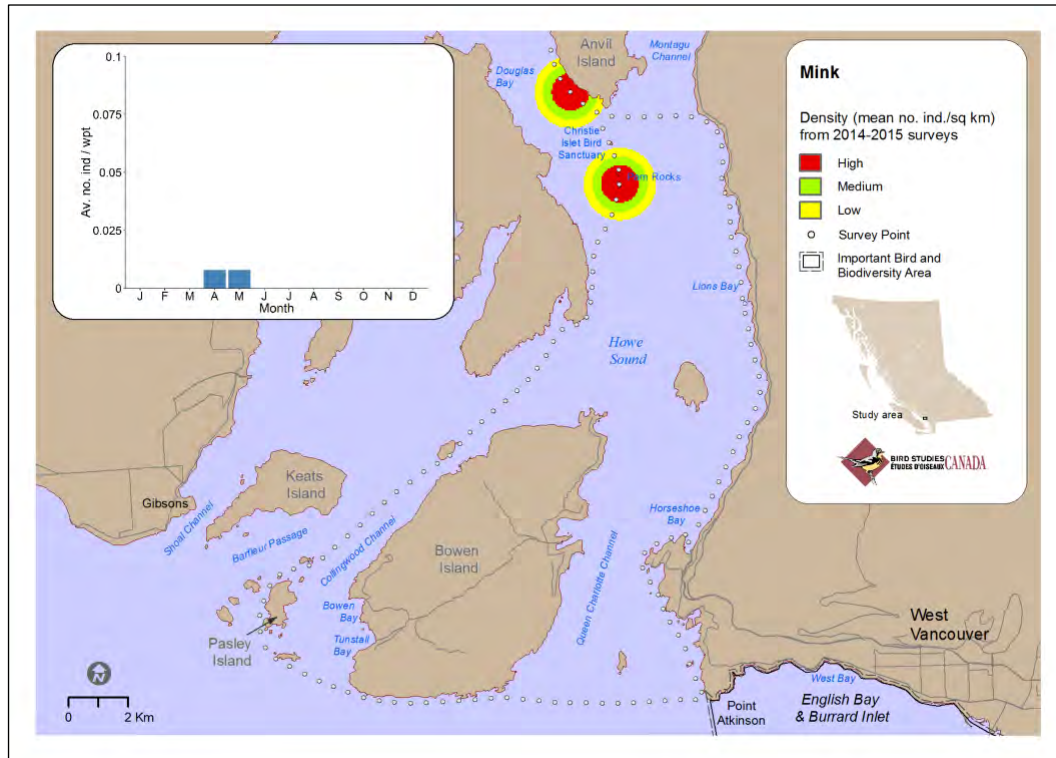 0.1
0.075
0.05
0.025
0
Av. no. ind / wpt
J F M A M J J A S O N D
Month
Anvil
Island
Montagu
Channel
Douglas
Bay
Christie
Islet Bird
Sanctuary
Rocks
Lions Bay
Howe
Sound
Keats
Island
Gibsons
Shoal Channel
Barfleur Passage
Collingwood Channel
Horseshoe
Bay
Bowen
Island
Queen Charlotte Channel
Bowen
Bay
Tunstall
Bay
Pasley
Island
West
Vancouver
West Bay
Point
Atkinson
English Bay
& Burrard Inlet
N
0 2 Km
Mink
Density (mean no. ind./sq km)
from 2014-2015 surveys
High
Medium
Low
Survey Point
Important Bird and
Biodiversity Area
Study area
BIRD STUDIES
ÉTUDES D'OISEAUX CANADA